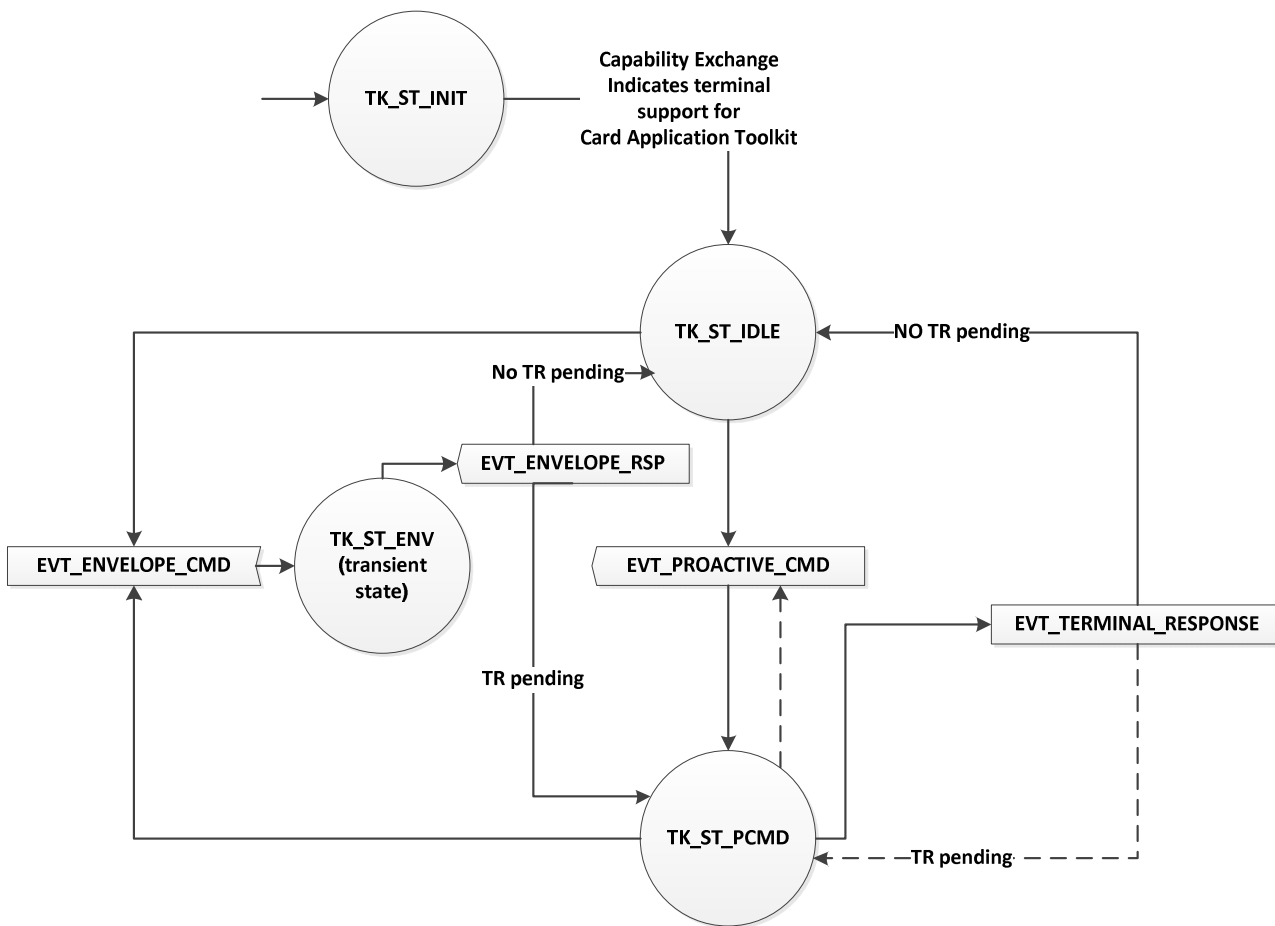 TK_ST_INIT
Capability Exchange
Indicates terminal
support for
Card Application Toolkit
TK_ST_IDLE
NO TR pending
No TR pending
EVT_ENVELOPE_RSP
TK_ST_ENV
(transient
state)
EVT_ENVELOPE_CMD
EVT_PROACTIVE_CMD
EVT_TERMINAL_RESPONSE
TR pending
TK_ST_PCMD
TR pending